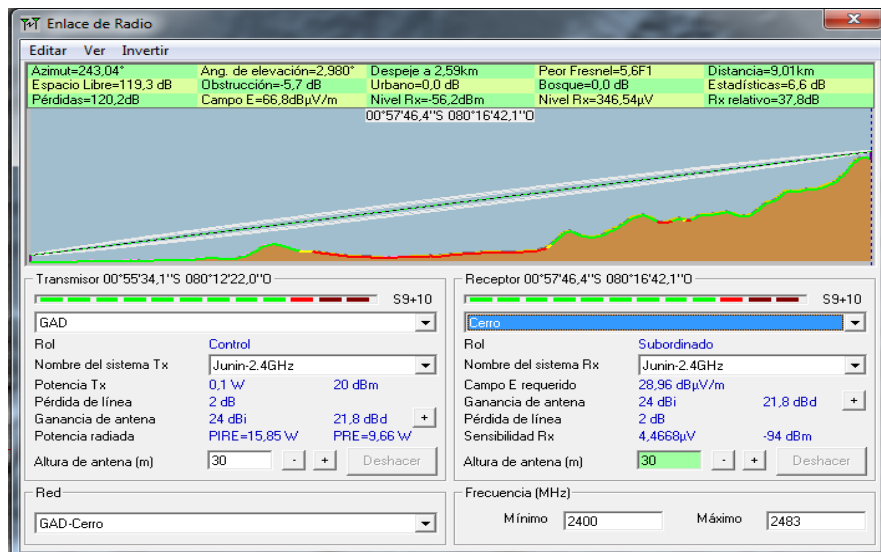 Enlace de Radio
Editar Ver Invertir
Azimut=243,04° Ang. de elevación=2,980° Despeje a 2,59km Peor Fresnel=5,6F1 Distancia=9,01km
Espacio Libre=119,3 dB Obstrucción=-5,7 dB Urbano=0,0 dB Bosque=0,0 dB Estadísticas=6,6 dB
Pérdidas=120,2dB Campo E=66,8dBµV/m Nivel Rx=-56,2dBm Nivel Rx=346,54µV Rx relativo=37,8dB
00°57'46,4''S 080°16'42,1''O
Transmisor 00°55'34,1''S 080°12'22,0''O
S9+10
GAD
Rol Control
Nombre del sistema Tx Junin-2.4GHz
Potencia Tx 0,1 W 20 dBm
Pérdida de línea 2 dB
Ganancia de antena 24 dBi 21,8 dBd +
Potencia radiada PIRE=15,85 W PRE=9,66 W
Altura de antena (m) 30 - + Deshacer
Receptor 00°57'46,4''S 080°16'42,1''O
S9+10
Cerro
Rol Subordinado
Nombre del sistema Rx Junin-2.4GHz
Campo E requerido 28,96 dBµV/m
Ganancia de antena 24 dBi 21,8 dBd +
Pérdida de línea 2 dB
Sensibilidad Rx 4,4668µV -94 dBm
Altura de antena (m) 30 - + Deshacer
Red
GAD-Cerro
Frecuencia (MHz)
Mínimo 2400 Máximo 2483